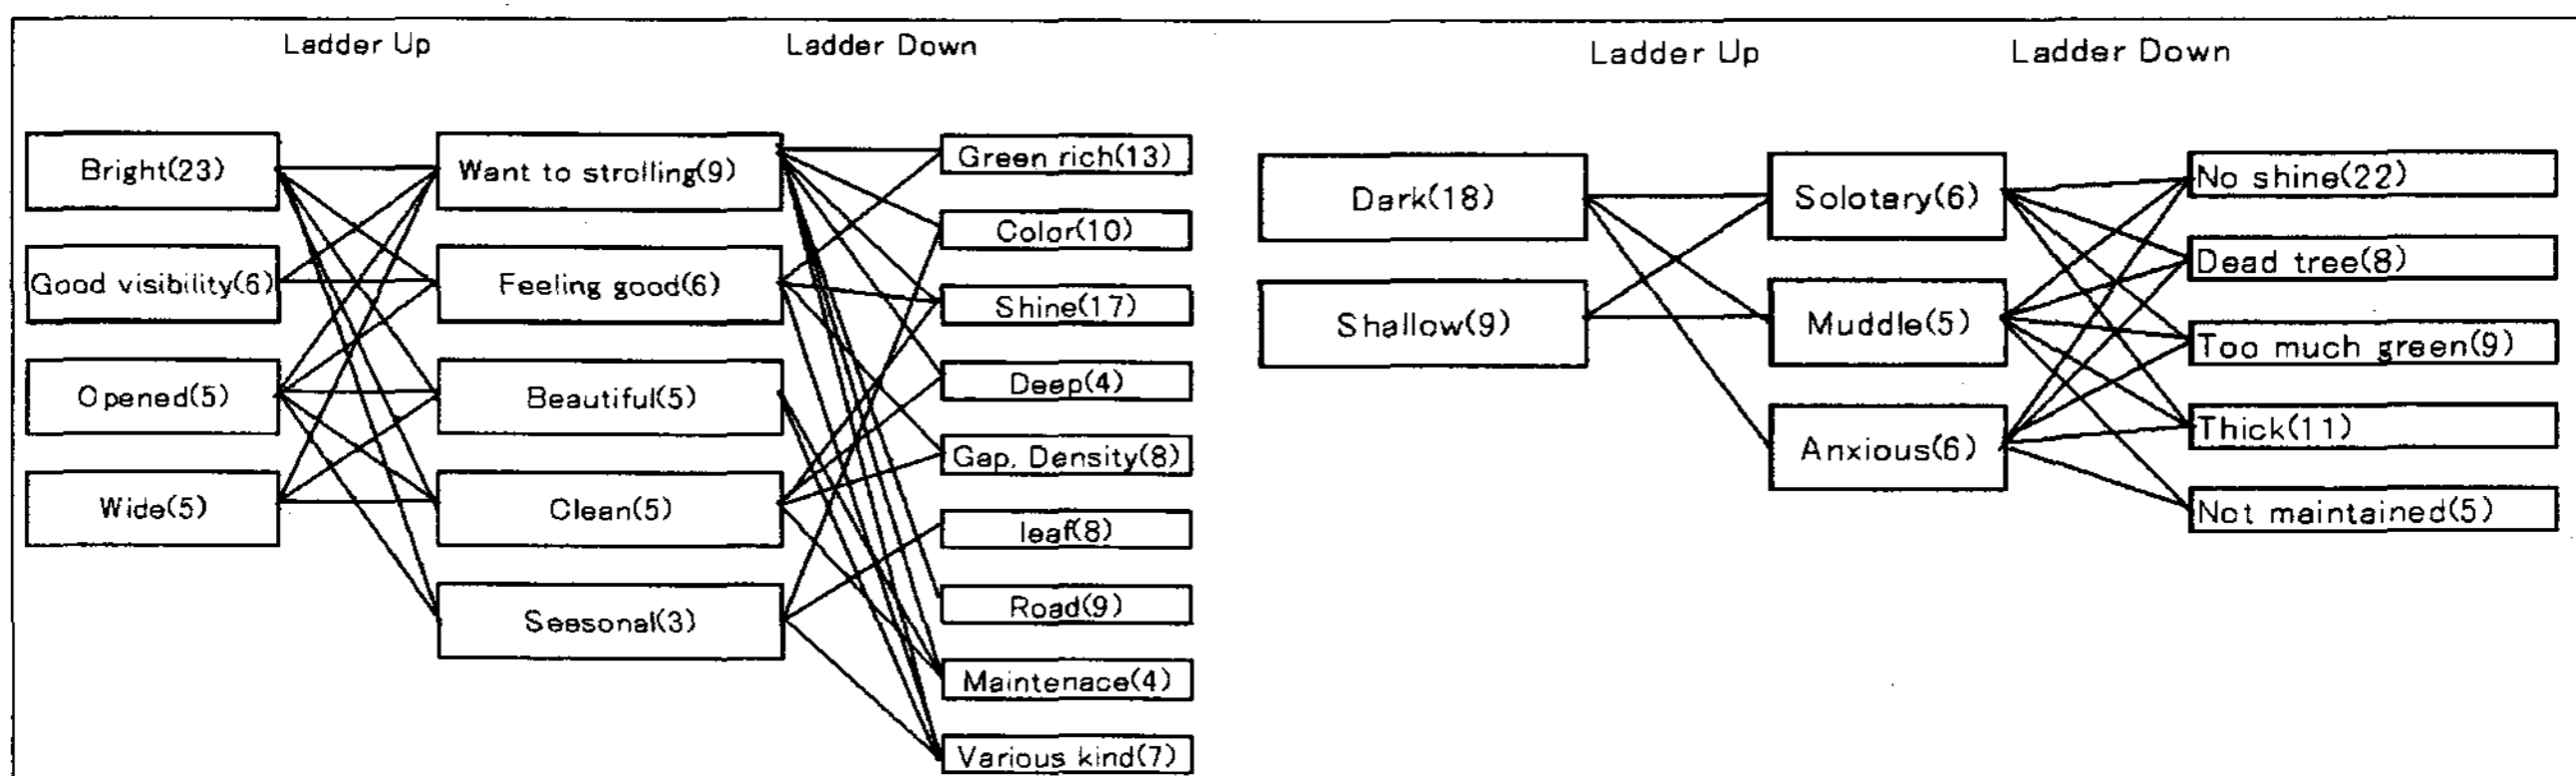 Ladder Up
Ladder Down
Bright(23)
Good visibility(6)
Opened(5)
Wide(5)
Want to strolling(9)
Feeling good(6)
Beautiful(5)
Clean(5)
Seesonal(3)
Green rich(13)
Color(10)
Shine(17)
Deep(4)
Gap, Density(8)
leaf(8)
Road(9)
Maintenace(4)
Various kind(7)
Ladder Up
Ladder Down
Dark(18)
Shallow(9)
Solotary(6)
Muddle(5)
Anxious(6)
No shine(22)
Dead tree(8)
Too much green(9)
Thick(11)
Not maintained(5)